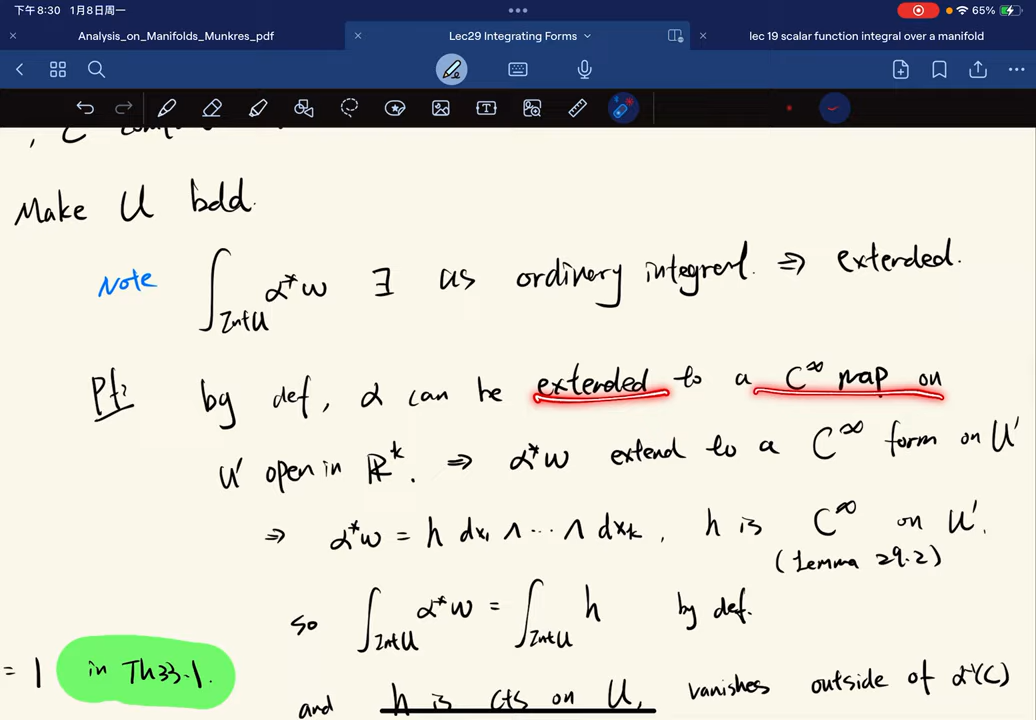 下午8:30 1月8日周一
65%
Analysis_on_Manifolds_Munkres_pdf
Lec29 Integrating Forms
lec 19 scalar function integral over a manifold
, C
Make U bdd.
Note ∫_{Int U} α*w ∃ as ordinary integral. ⇒ extended.
Pf: by def, α can be extended to a C^∞ map on
U' open in R^k. ⇒ α*w extend to a C^∞ form on U'
⇒ α*w = h dx_1 ∧ ... ∧ dx_k, h is C^∞ on U'.
(Lemma 29.2)
so ∫_{Int U} α*w = ∫_{Int U} h by def.
= 1 in Th33.1.
and h is cts on U, vanishes outside of α^{-1}(C)